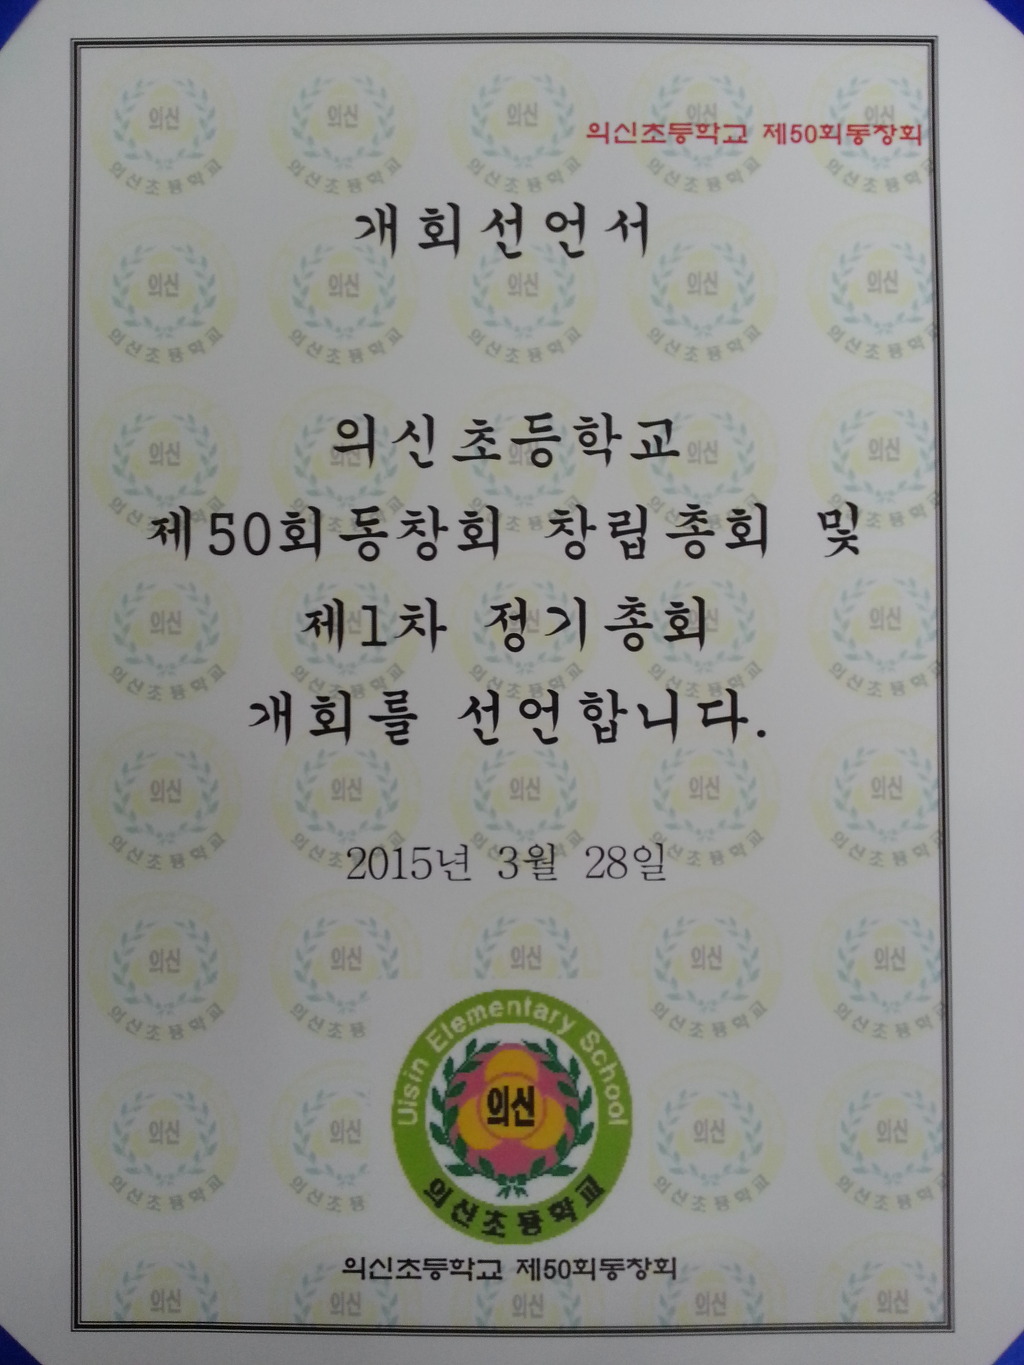 의신초등학교 제50회동창회
개회선언서
의신초등학교
제50회동창회 창립총회 및
제1차 정기총회
개회를 선언합니다.
2015년 3월 28일
Uisin Elementary School
의신
의신초등학교
의신초등학교 제50회동창회